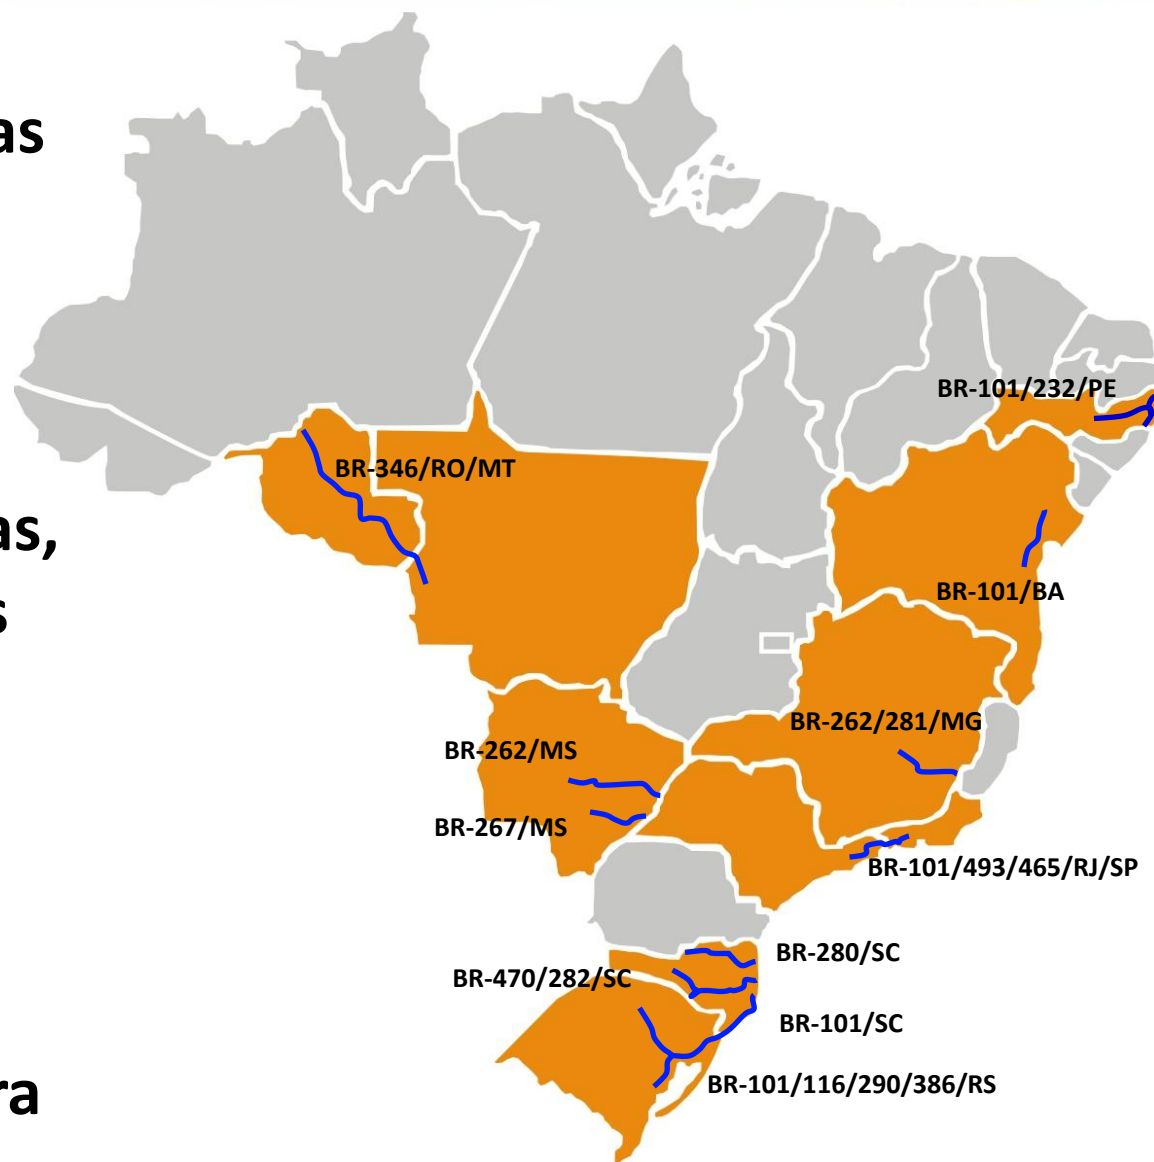 as
BR-101/232/PE
BR-346/RO/MT
as,
BR-101/BA
s
BR-262/281/MG
BR-262/MS
BR-267/MS
BR-101/493/465/RJ/SP
BR-280/SC
BR-470/282/SC
BR-101/SC
BR-101/116/290/386/RS
ra